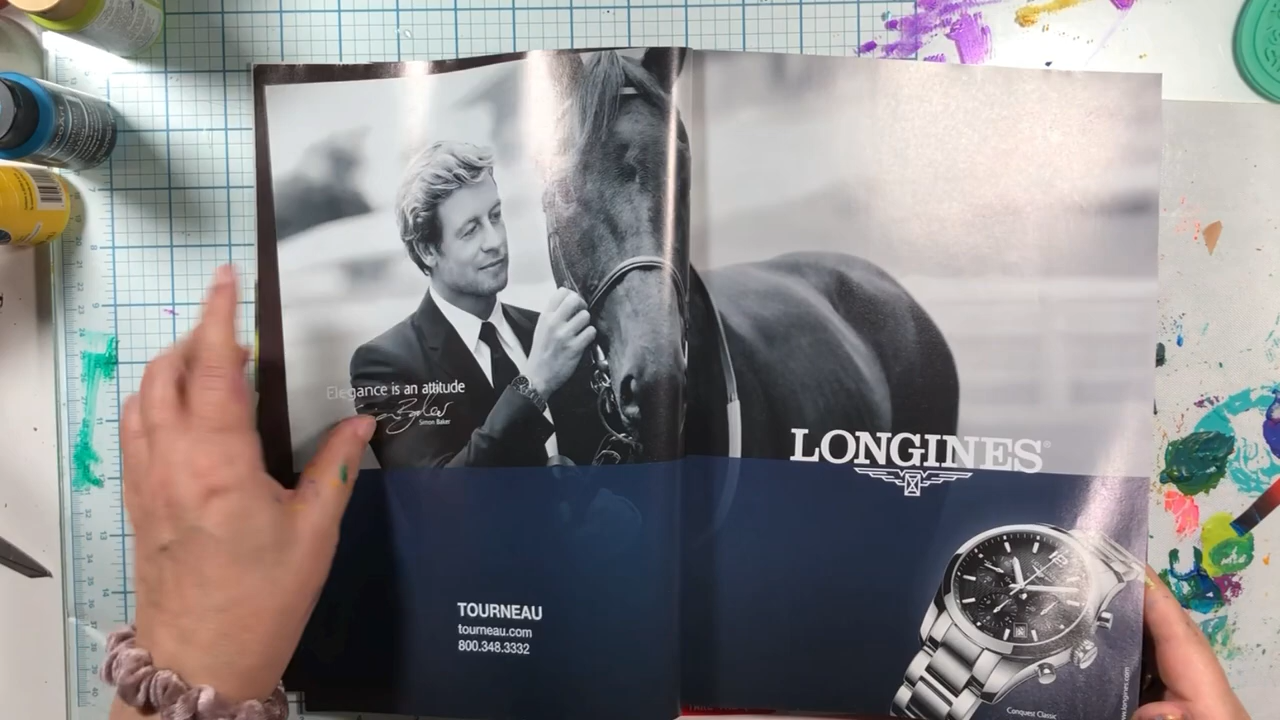 Elegance is an attitude
Simon Baker
LONGINES®
TOURNEAU
tourneau.com
800.348.3332
Conquest Classic
www.longines.com